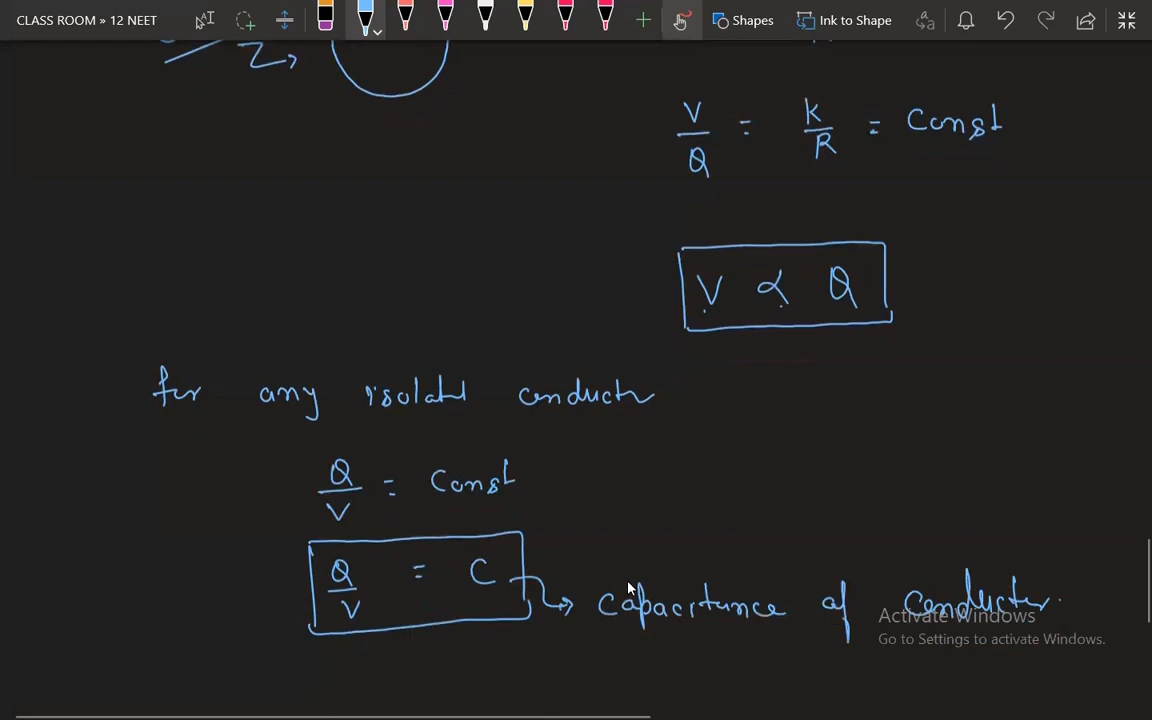 CLASS ROOM » 12 NEET
Shapes
Ink to Shape
V/Q = k/R = Const
V ∝ Q
for any isolated conductr
Q/V = Const
Q/V = C → Capacitance of Conductor
Activate Windows
Go to Settings to activate Windows.